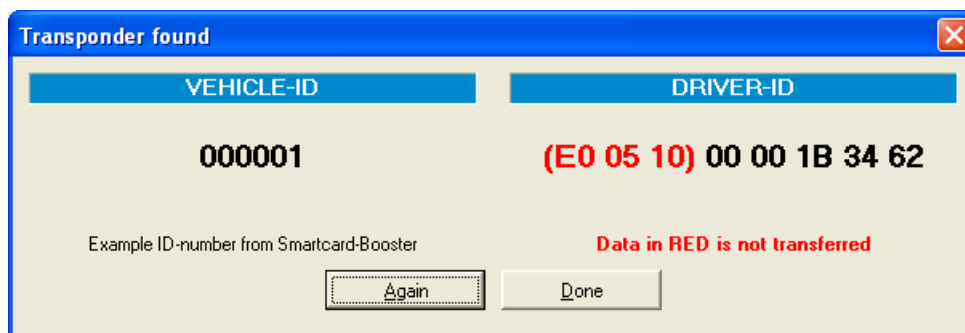 Transponder found
VEHICLE-ID
DRIVER-ID
000001
(E0 05 10) 00 00 1B 34 62
Example ID-number from Smartcard-Booster
Data in RED is not transferred
Again
Done